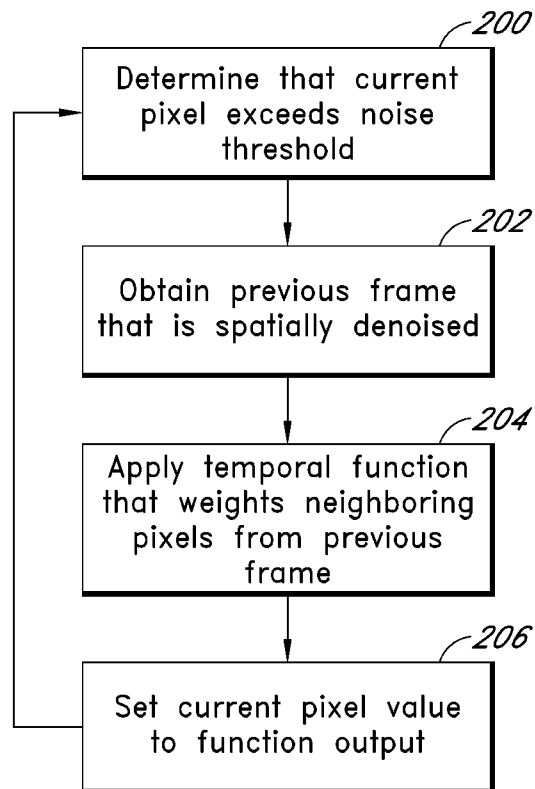 200
Determine that current
pixel exceeds noise
threshold
202
Obtain previous frame
that is spatially denoised
204
Apply temporal function
that weights neighboring
pixels from previous
frame
206
Set current pixel value
to function output